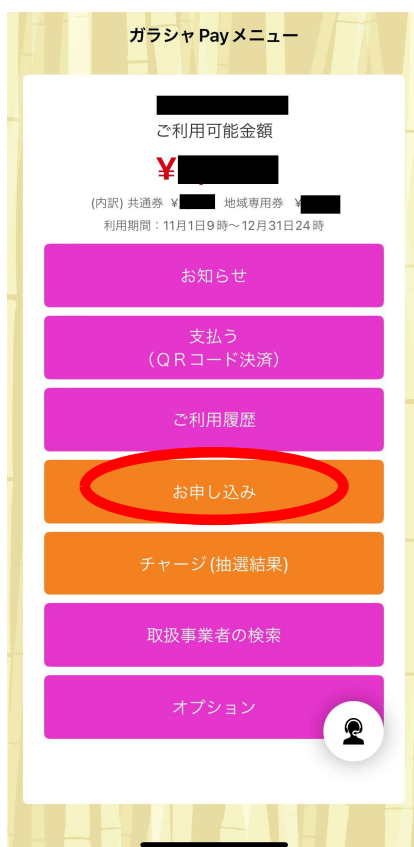 ガラシャPayメニュー
ご利用可能金額
¥
(内訳) 共通券 ¥ 地域専用券 ¥
利用期間：11月1日9時～12月31日24時
お知らせ
支払う
（ＱＲコード決済）
ご利用履歴
お申し込み
チャージ(抽選結果)
取扱事業者の検索
オプション